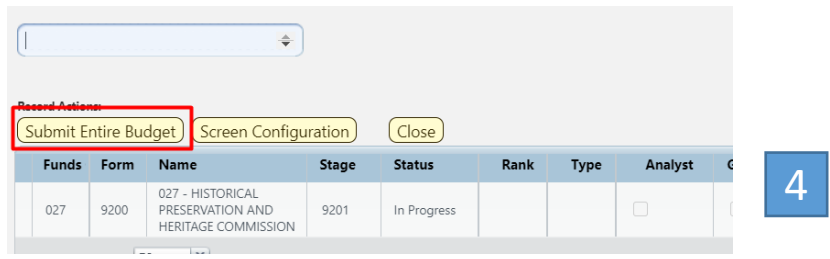 Record Actions:
Submit Entire Budget Screen Configuration Close
Funds Form Name Stage Status Rank Type Analyst
027 9200 027 - HISTORICAL PRESERVATION AND HERITAGE COMMISSION 9201 In Progress
4